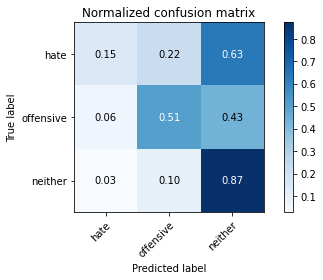 Normalized confusion matrix
True label
hate 0.15 0.22 0.63
offensive 0.06 0.51 0.43
neither 0.03 0.10 0.87
hate offensive neither
Predicted label
0.8
0.7
0.6
0.5
0.4
0.3
0.2
0.1